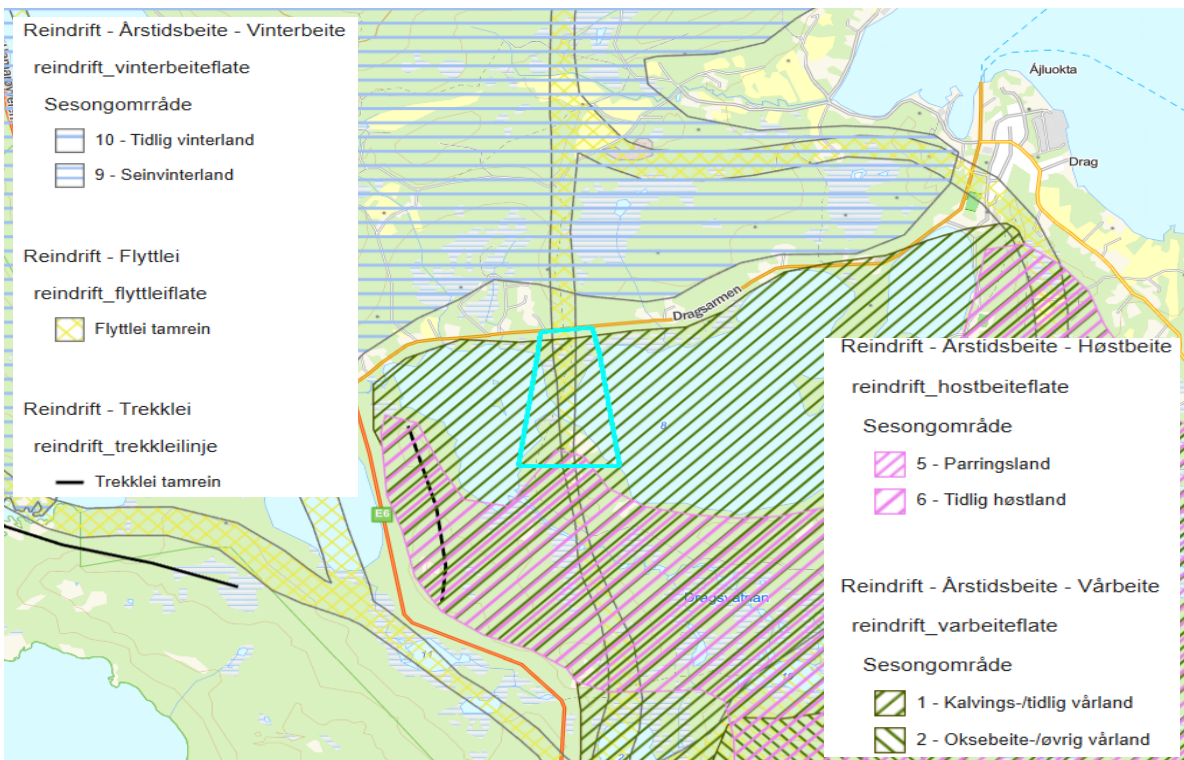 Reindrift - Årstidsbeite - Vinterbeite
reindrift_vinterbeiteflate
Sesongomrråde
10 - Tidlig vinterland
9 - Seinvinterland
Reindrift - Flyttlei
reindrift_flyttleiflate
Flyttlei tamrein
Reindrift - Trekklei
reindrift_trekkleilinje
Trekklei tamrein
Ájluokta
Drag
Dragsarmen
8
E6
Dragsvatnan
11
Reindrift - Årstidsbeite - Høstbeite
reindrift_hostbeiteflate
Sesongområde
5 - Parringsland
6 - Tidlig høstland
Reindrift - Årstidsbeite - Vårbeite
reindrift_varbeiteflate
Sesongområde
1 - Kalvings-/tidlig vårland
2 - Oksebeite-/øvrig vårland